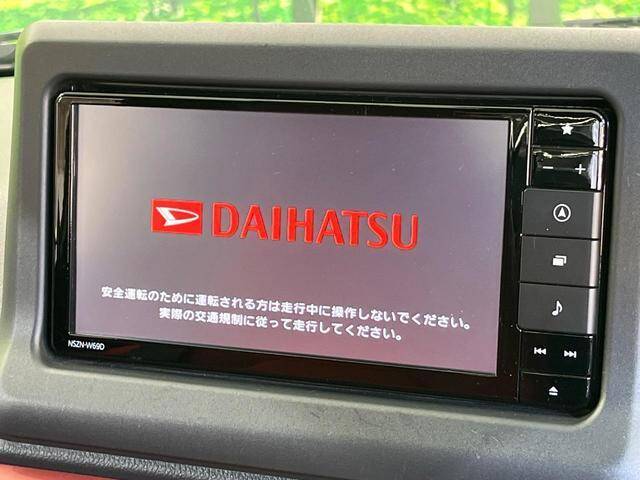 DAIHATSU
安全運転のために運転される方は走行中に操作しないでください。
実際の交通規制に従って走行してください。
NSZN-W69D